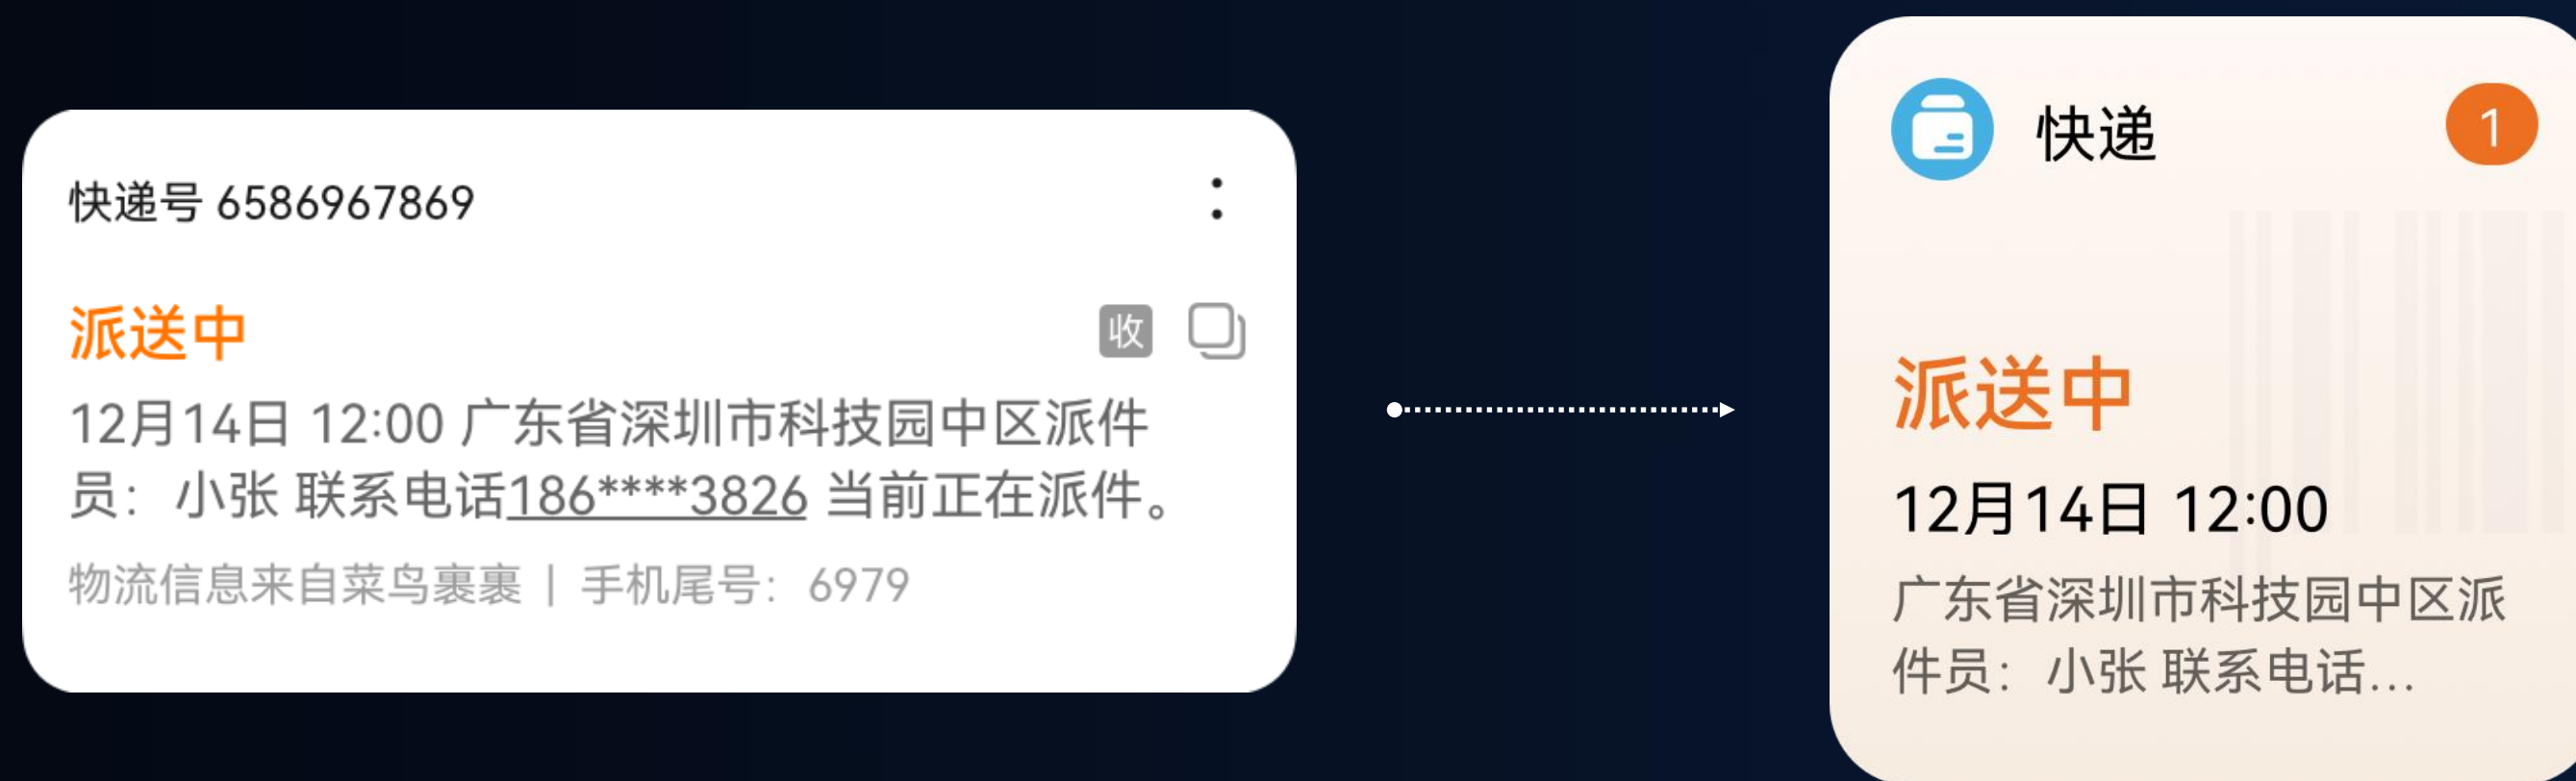 快递号 6586967869
派送中
收
12月14日 12:00 广东省深圳市科技园中区派件
员： 小张 联系电话186****3826 当前正在派件。
物流信息来自菜鸟裹裹 | 手机尾号： 6979
快递
1
派送中
12月14日 12:00
广东省深圳市科技园中区派
件员： 小张 联系电话...